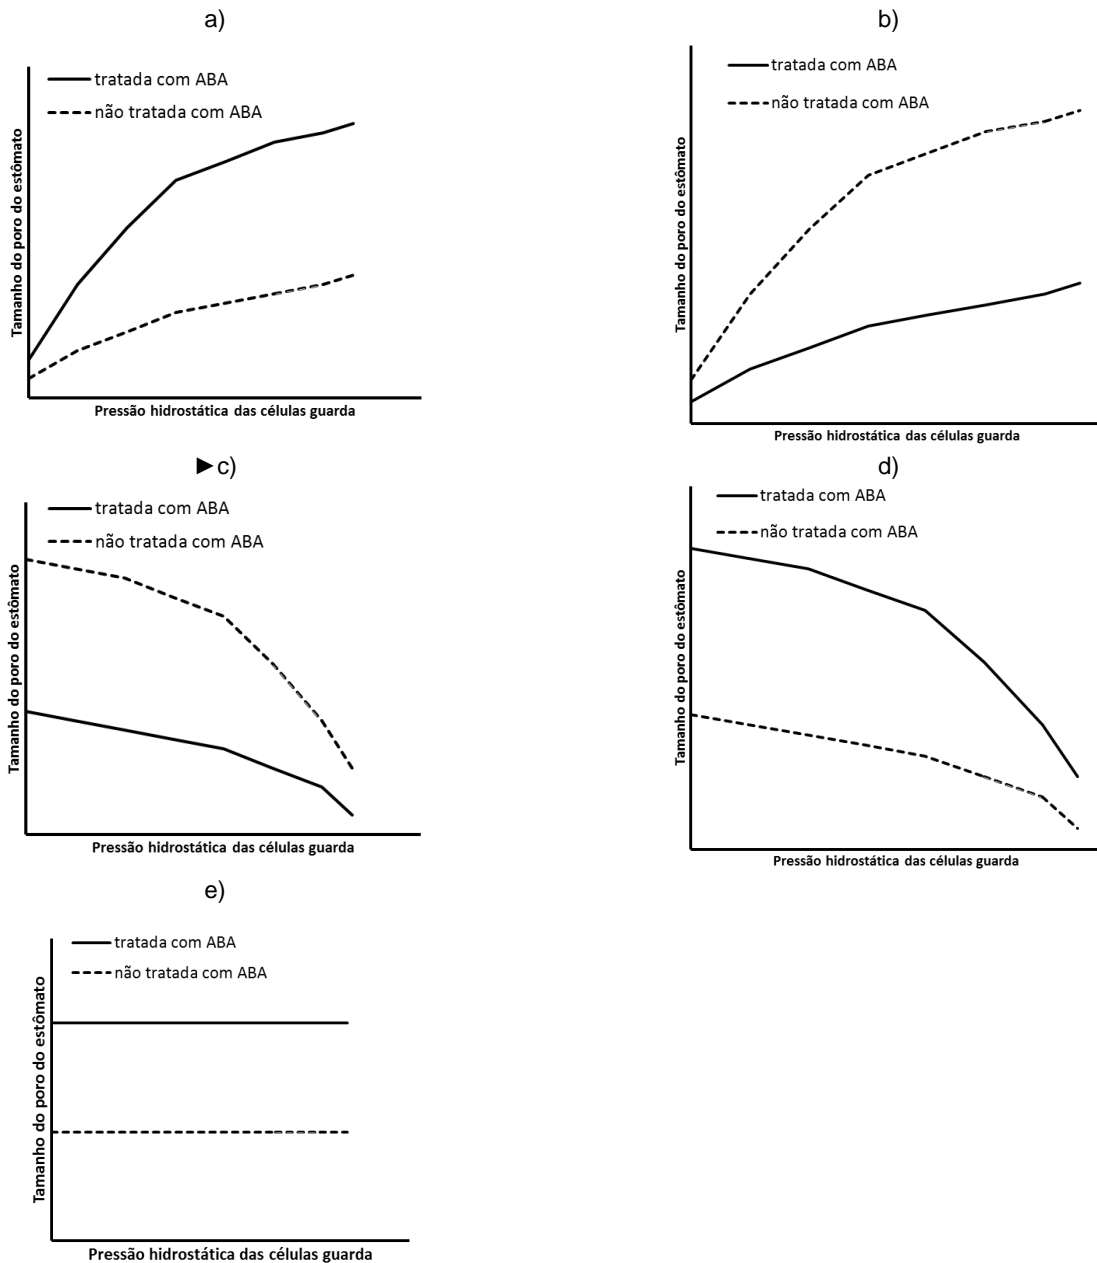 a)
tratada com ABA
não tratada com ABA
Tamanho do poro do estômato
Pressão hidrostática das células guarda
b)
tratada com ABA
não tratada com ABA
Tamanho do poro do estômato
Pressão hidrostática das células guarda
►c)
tratada com ABA
não tratada com ABA
Tamanho do poro do estômato
Pressão hidrostática das células guarda
d)
tratada com ABA
não tratada com ABA
Tamanho do poro do estômato
Pressão hidrostática das células guarda
e)
tratada com ABA
não tratada com ABA
Tamanho do poro do estômato
Pressão hidrostática das células guarda